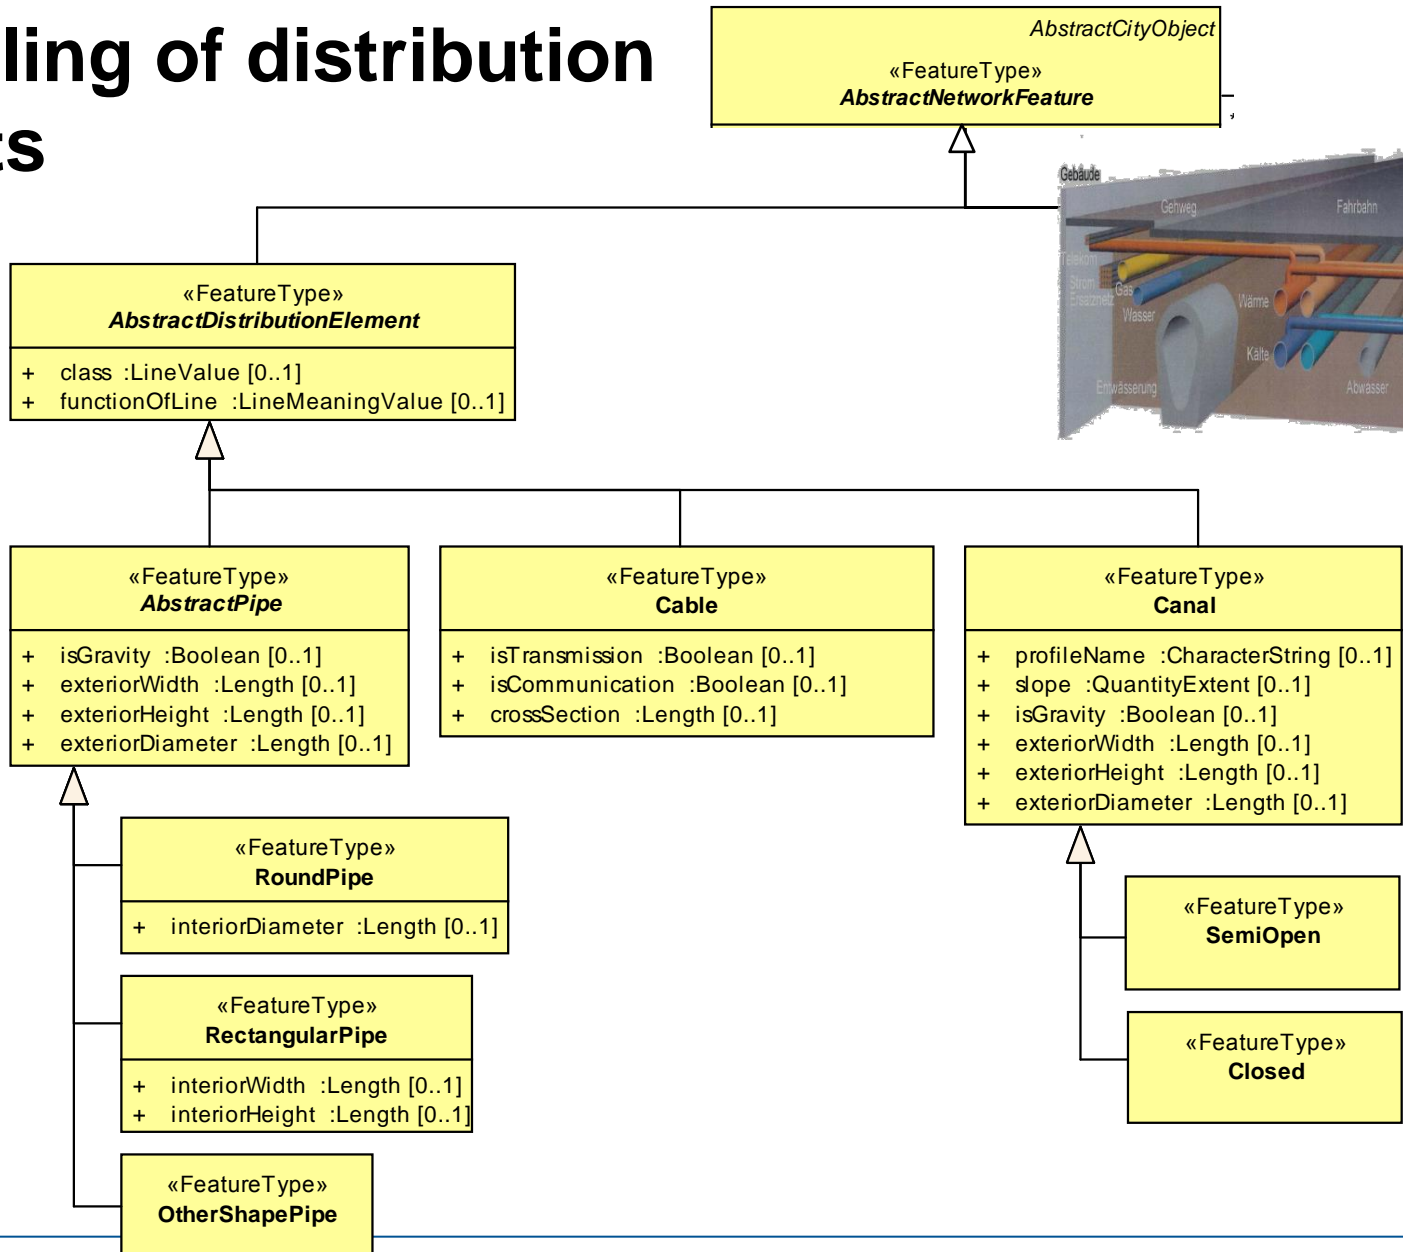 ling of distribution
ts
AbstractCityObject
«FeatureType»
AbstractNetworkFeature
*
Gebäude
Gehweg
Fahrbahn
Telekom
Strom
Ersatznetz
Gas
Wasser
Wärme
Kälte
Entwässerung
Abwasser
«FeatureType»
AbstractDistributionElement
+ class :LineValue [0..1]
+ functionOfLine :LineMeaningValue [0..1]
«FeatureType»
AbstractPipe
+ isGravity :Boolean [0..1]
+ exteriorWidth :Length [0..1]
+ exteriorHeight :Length [0..1]
+ exteriorDiameter :Length [0..1]
«FeatureType»
Cable
+ isTransmission :Boolean [0..1]
+ isCommunication :Boolean [0..1]
+ crossSection :Length [0..1]
«FeatureType»
Canal
+ profileName :CharacterString [0..1]
+ slope :QuantityExtent [0..1]
+ isGravity :Boolean [0..1]
+ exteriorWidth :Length [0..1]
+ exteriorHeight :Length [0..1]
+ exteriorDiameter :Length [0..1]
«FeatureType»
RoundPipe
+ interiorDiameter :Length [0..1]
«FeatureType»
RectangularPipe
+ interiorWidth :Length [0..1]
+ interiorHeight :Length [0..1]
«FeatureType»
OtherShapePipe
«FeatureType»
SemiOpen
«FeatureType»
Closed